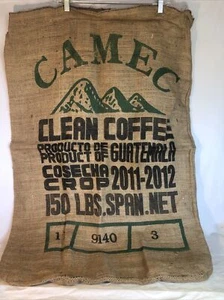 CAMEC
CLEAN COFFEE
PRODUCTO DE
PRODUCT OF GUATEMALA
COSECHA
CROP 2011-2012
150 LBS.SPAN.NET
1 9140 3